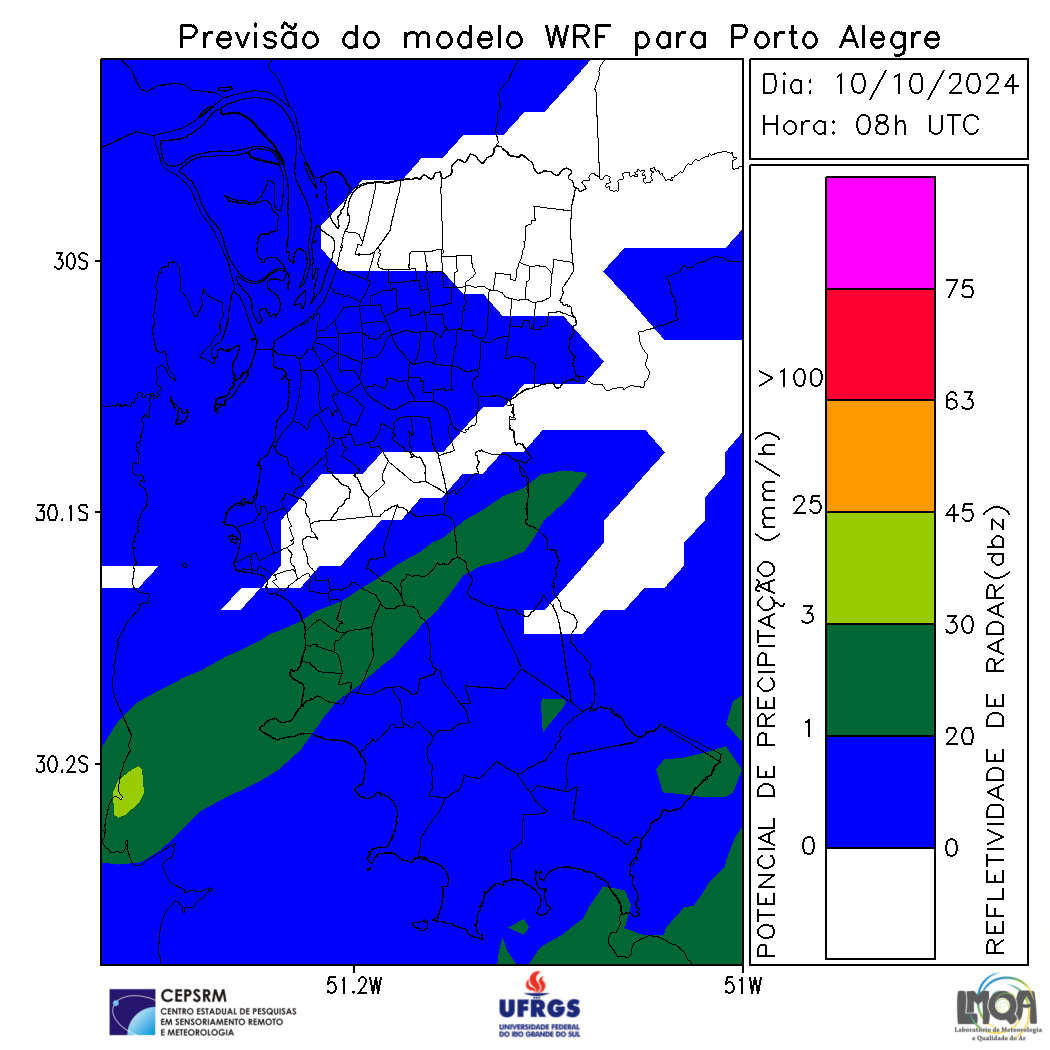 Previsão do modelo WRF para Porto Alegre
Dia: 10/10/2024
Hora: 08h UTC
30S
30.1S
30.2S
51.2W
51W
POTENCIAL DE PRECIPITAÇÃO (mm/h)
>100
25
3
1
0
75
63
45
30
20
0
REFLETIVIDADE DE RADAR(dbz)
CEPSRM
CENTRO ESTADUAL DE PESQUISAS
EM SENSORIAMENTO REMOTO
E METEOROLOGIA
UFRGS
UNIVERSIDADE FEDERAL
DO RIO GRANDE DO SUL
LMQA
Laboratório de Meteorologia
e Qualidade do Ar